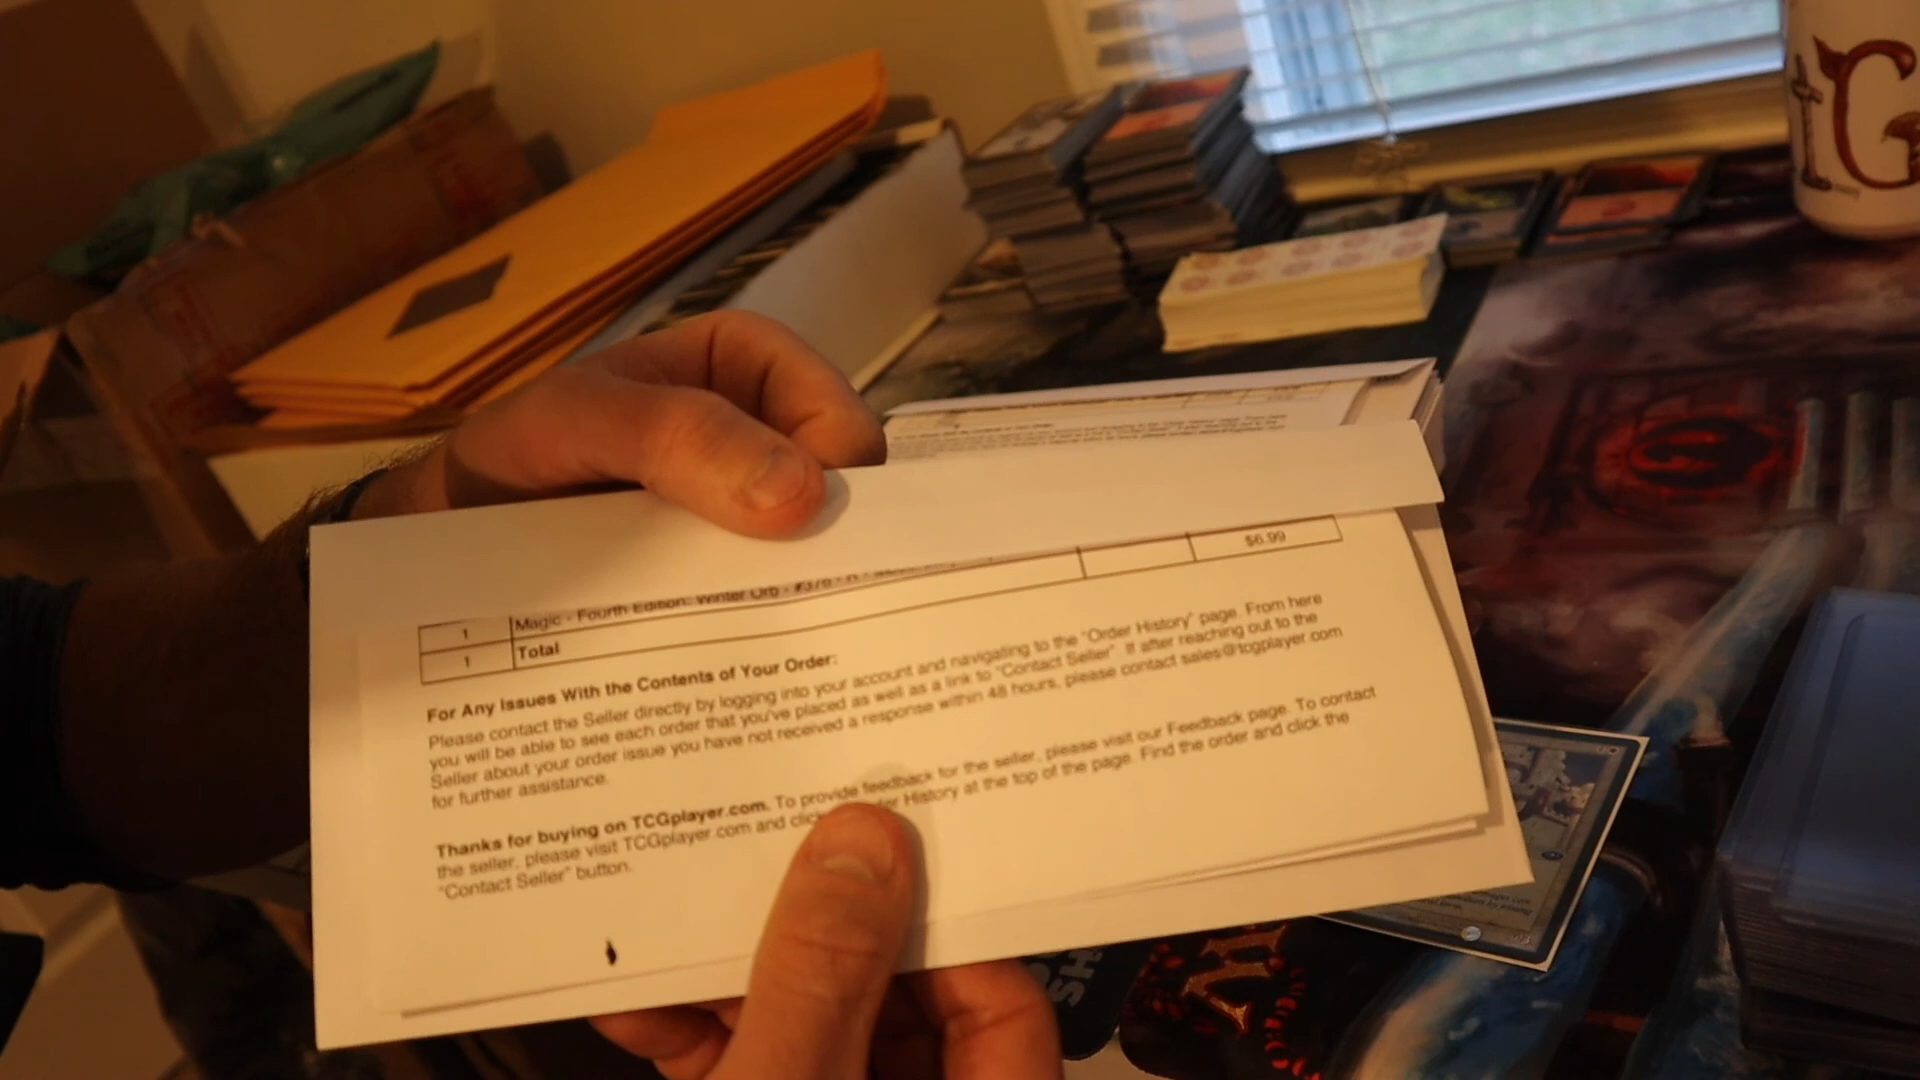 $6.99
1 Magic - Fourth Edition: Winter Orb - #376 - R -
1 Total
For Any Issues With the Contents of Your Order:
Please contact the Seller directly by logging into your account and navigating to the "Order History" page. From here
you will be able to see each order that you've placed as well as a link to "Contact Seller" If after reaching out to the
Seller about your order issue you have not received a response within 48 hours, please contact sales@tcgplayer.com
for further assistance.
Thanks for buying on TCGplayer.com. To provide feedback for the seller, please visit our Feedback page. To contact
the seller, please visit TCGplayer.com and click History at the top of the page. Find the order and click the
"Contact Seller" button.
SH
tG